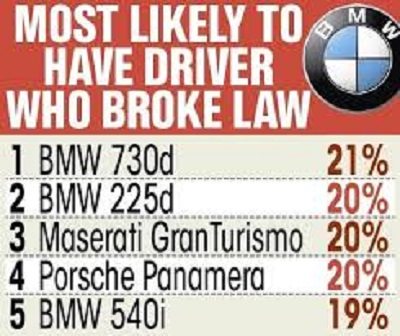 MOST LIKELY TO
HAVE DRIVER
WHO BROKE LAW
BMW
1 BMW 730d 21%
2 BMW 225d 20%
3 Maserati GranTurismo 20%
4 Porsche Panamera 20%
5 BMW 540i 19%